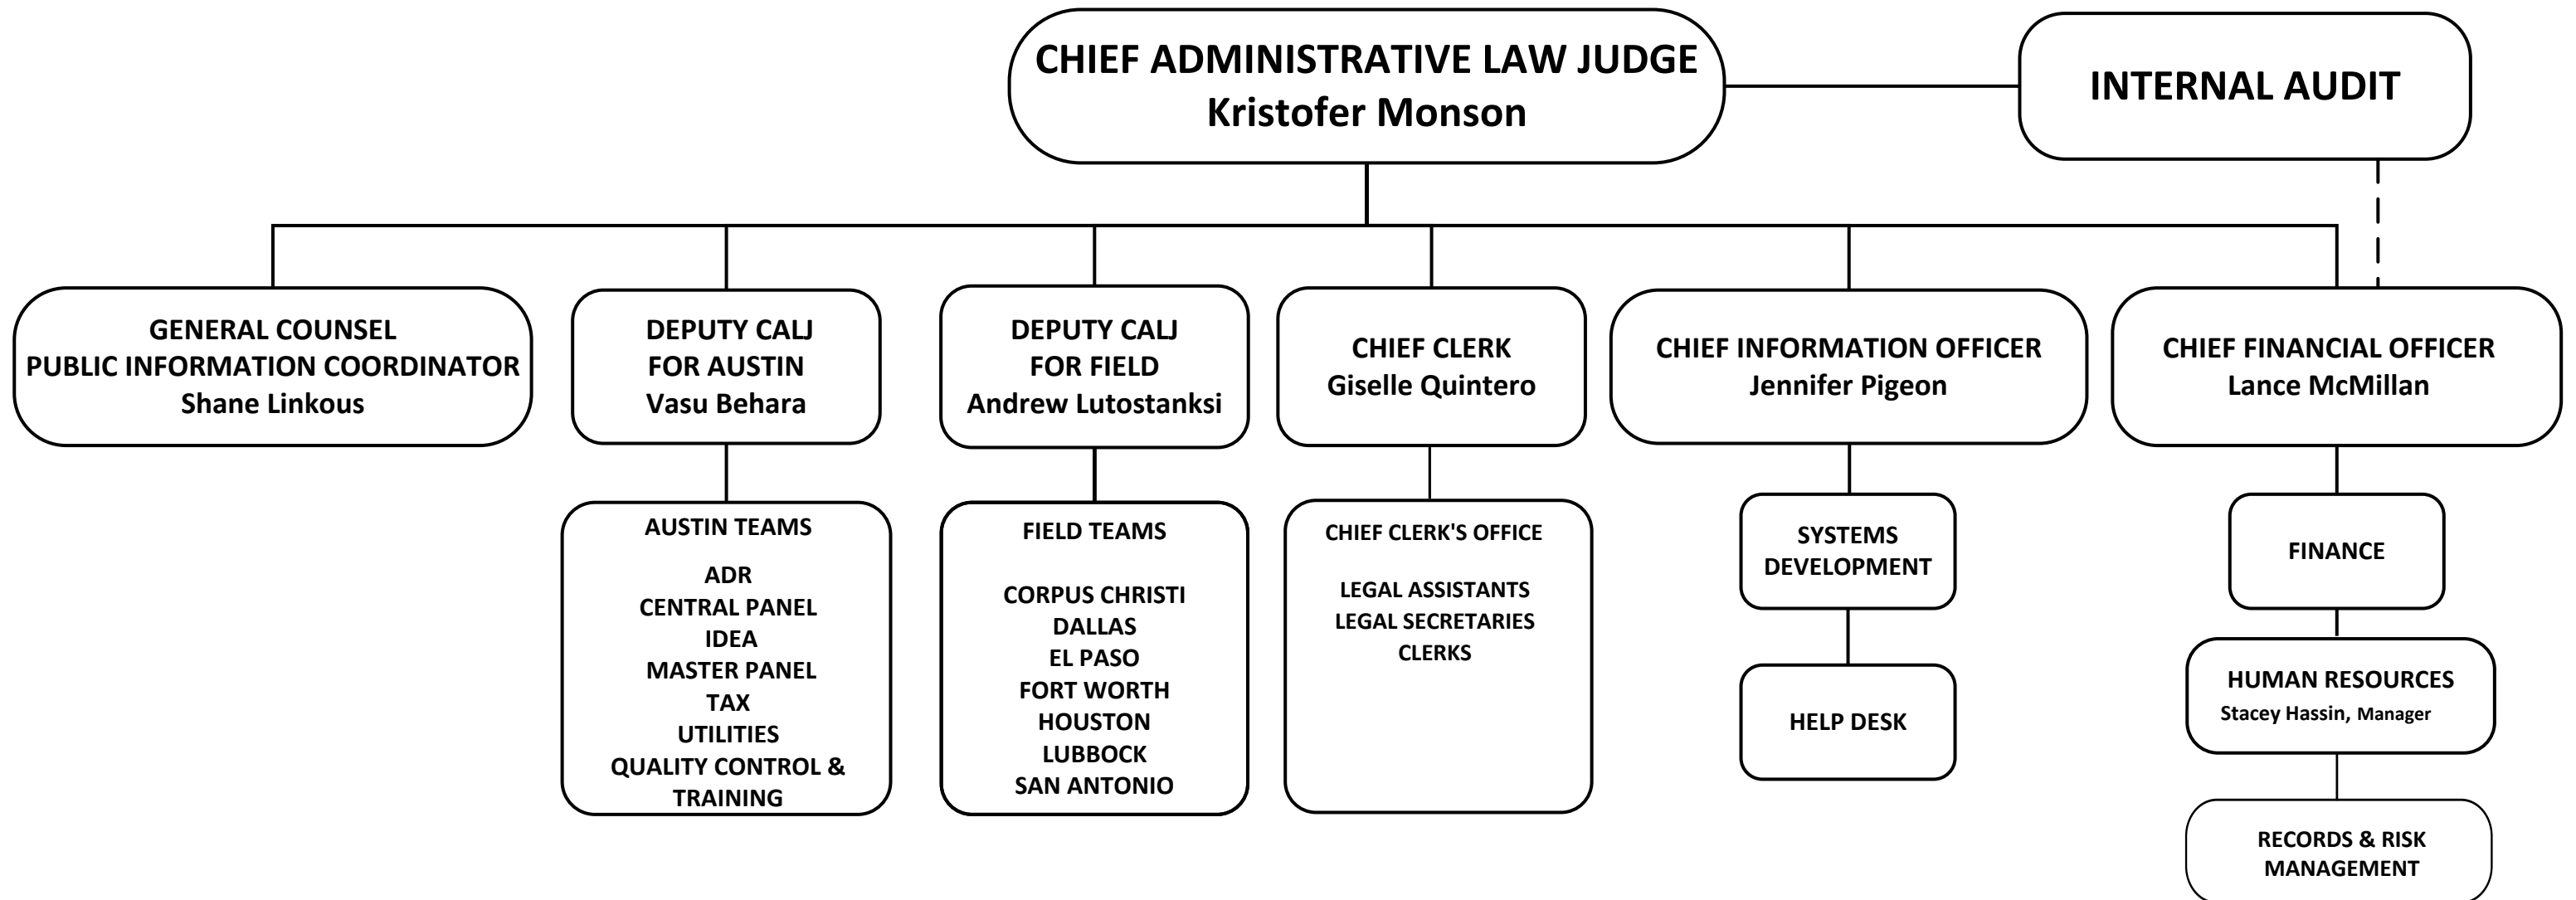 CHIEF ADMINISTRATIVE LAW JUDGE
Kristofer Monson
INTERNAL AUDIT
GENERAL COUNSEL
PUBLIC INFORMATION COORDINATOR
Shane Linkous
DEPUTY CALJ
FOR AUSTIN
Vasu Behara
DEPUTY CALJ
FOR FIELD
Andrew Lutostanksi
CHIEF CLERK
Giselle Quintero
CHIEF INFORMATION OFFICER
Jennifer Pigeon
CHIEF FINANCIAL OFFICER
Lance McMillan
AUSTIN TEAMS
ADR
CENTRAL PANEL
IDEA
MASTER PANEL
TAX
UTILITIES
QUALITY CONTROL &
TRAINING
FIELD TEAMS
CORPUS CHRISTI
DALLAS
EL PASO
FORT WORTH
HOUSTON
LUBBOCK
SAN ANTONIO
CHIEF CLERK'S OFFICE
LEGAL ASSISTANTS
LEGAL SECRETARIES
CLERKS
SYSTEMS
DEVELOPMENT
HELP DESK
FINANCE
HUMAN RESOURCES
Stacey Hassin, Manager
RECORDS & RISK
MANAGEMENT